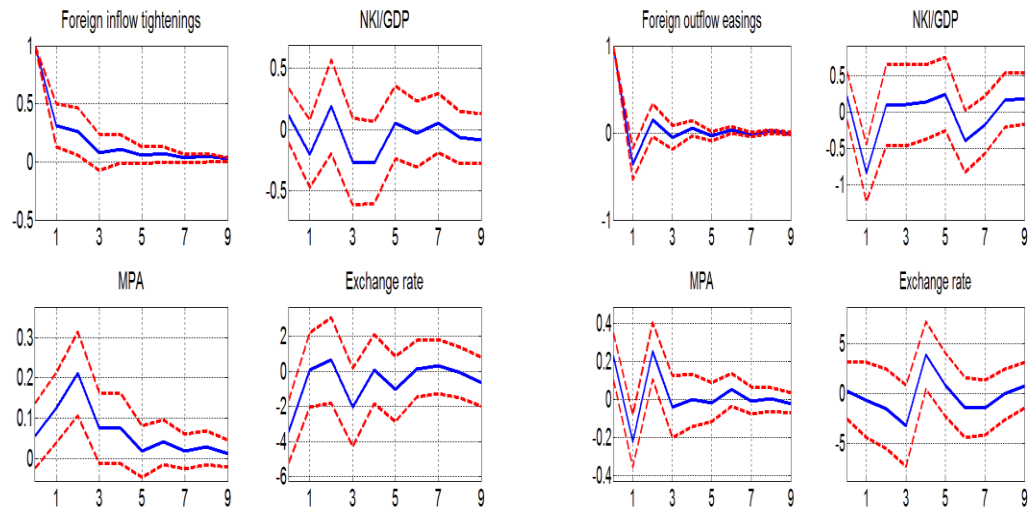 Foreign inflow tightenings
NKI/GDP
Foreign outflow easings
NKI/GDP
1
0.5
0
-0.5
1 3 5 7 9
0.5
0
-0.5
1 3 5 7 9
1
0
-1
1 3 5 7 9
0.5
0
-0.5
-1
1 3 5 7 9
MPA
Exchange rate
MPA
Exchange rate
0.3
0.2
0.1
0
1 3 5 7 9
2
0
-2
-4
-6
1 3 5 7 9
0.4
0.2
0
-0.2
-0.4
1 3 5 7 9
5
0
-5
1 3 5 7 9